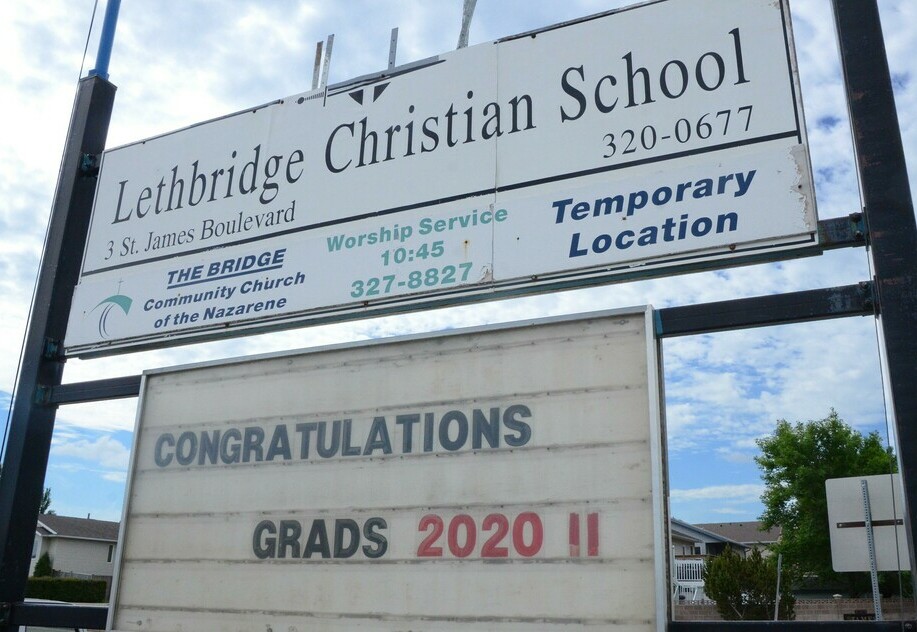 Lethbridge Christian School
3 St. James Boulevard
320-0677
THE BRIDGE
Community Church
of the Nazarene
Worship Service
10:45
327-8827
Temporary
Location
CONGRATULATIONS
GRADS 2020 II